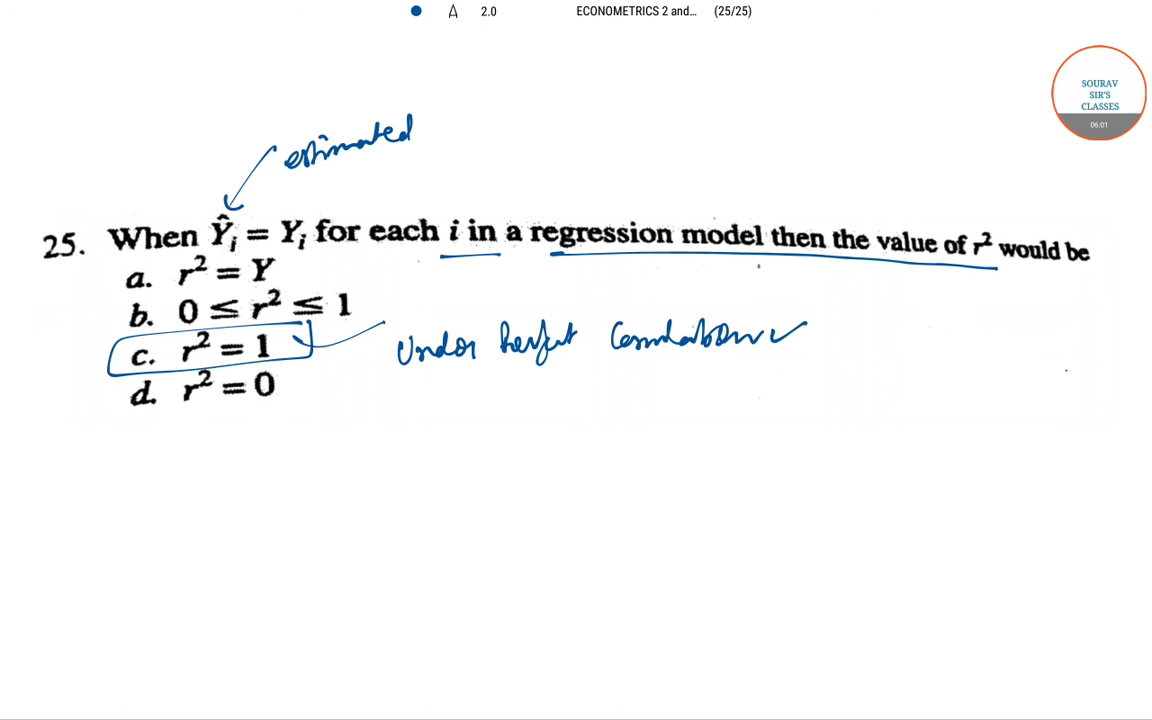 2.0 ECONOMETRICS 2 and... (25/25)
SOURAV
SIR'S
CLASSES
06:01
estimated
25. When Ŷᵢ = Yᵢ for each i in a regression model then the value of r² would be
a. r² = Y
b. 0 ≤ r² ≤ 1
c. r² = 1
Under Perfect
d. r² = 0